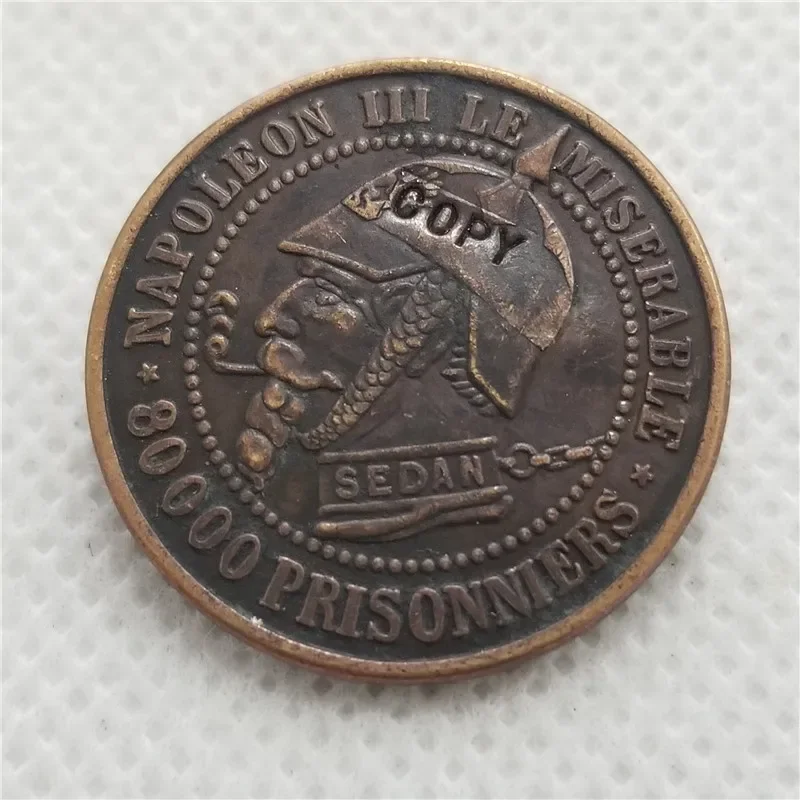 NAPOLEON III LE MISERABLE
COPY
SEDAN
* 80000 PRISONNIERS *